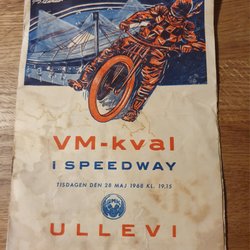 VM-kval
I SPEEDWAY
TISDAGEN DEN 28 MAJ 1968 KL. 19.15
ULLEVI